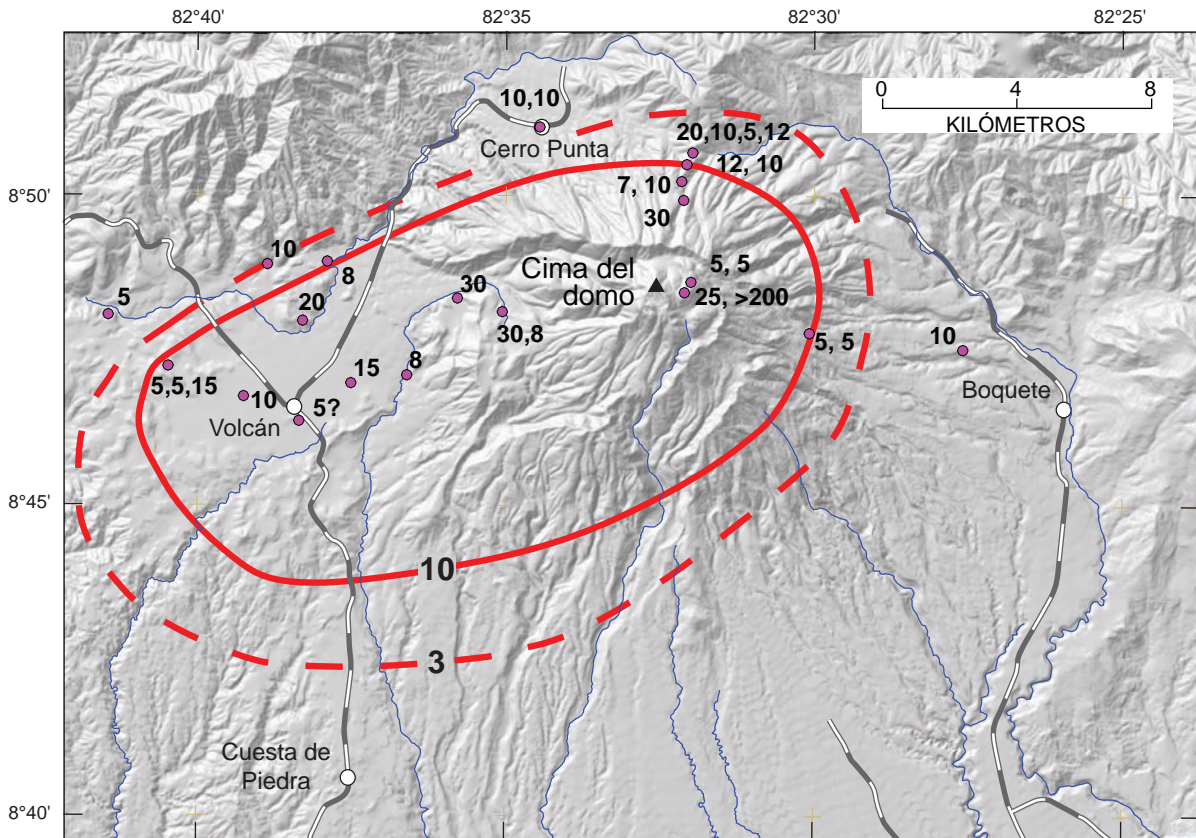 82°40' 82°35' 82°30' 82°25'
0 4 8
KILÓMETROS
10,10
Cerro Punta
20,10,5,12
12, 10
7, 10
30
8°50'
10
8
5
20
30
30,8
Cima del
domo
5, 5
25, >200
5, 5
10
Boquete
5,5,15
10
15
8
5?
Volcán
8°45'
10
3
Cuesta de
Piedra
8°40'